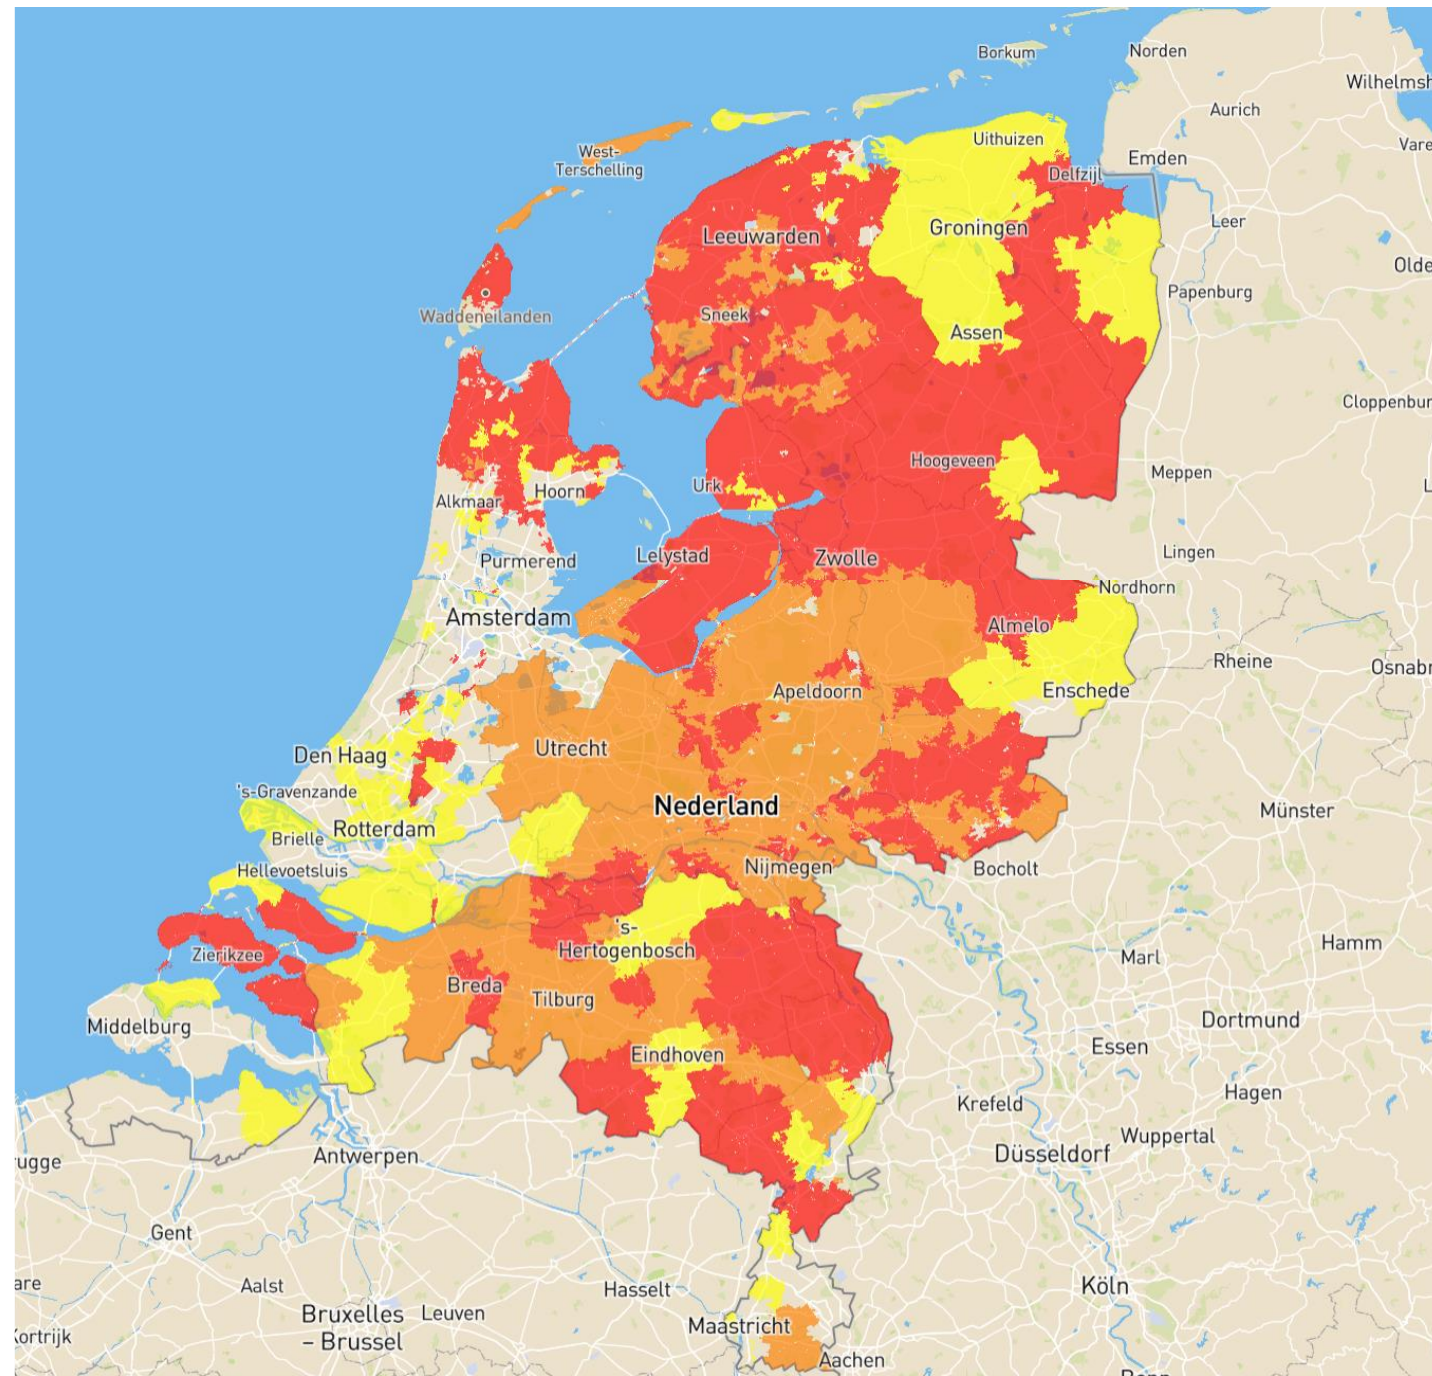 Borkum
Norden
Wilhelmsh
Aurich
Uithuizen
Vare
West-
Terschelling
Emden
Delfzijl
Leeuwarden
Groningen
Leer
Olde
Papenburg
Waddeneilanden
Sneek
Assen
Cloppenbur
Hoogeveen
Meppen
Urk
L
Alkmaar
Hoorn
Purmerend
Lelystad
Zwolle
Lingen
Nordhorn
Amsterdam
Almelo
Rheine
Osnabr
Apeldoorn
Enschede
Den Haag
Utrecht
's-Gravenzande
Nederland
Münster
Brielle
Rotterdam
Hellevoetsluis
Nijmegen
Bocholt
's-
Hertogenbosch
Hamm
Zierikzee
Marl
Breda
Tilburg
Middelburg
Dortmund
Eindhoven
Essen
Krefeld
Hagen
Wuppertal
Düsseldorf
Antwerpen
rugge
Gent
are
Aalst
Hasselt
Köln
Bruxelles
– Brussel
Leuven
Maastricht
Kortrijk
Aachen